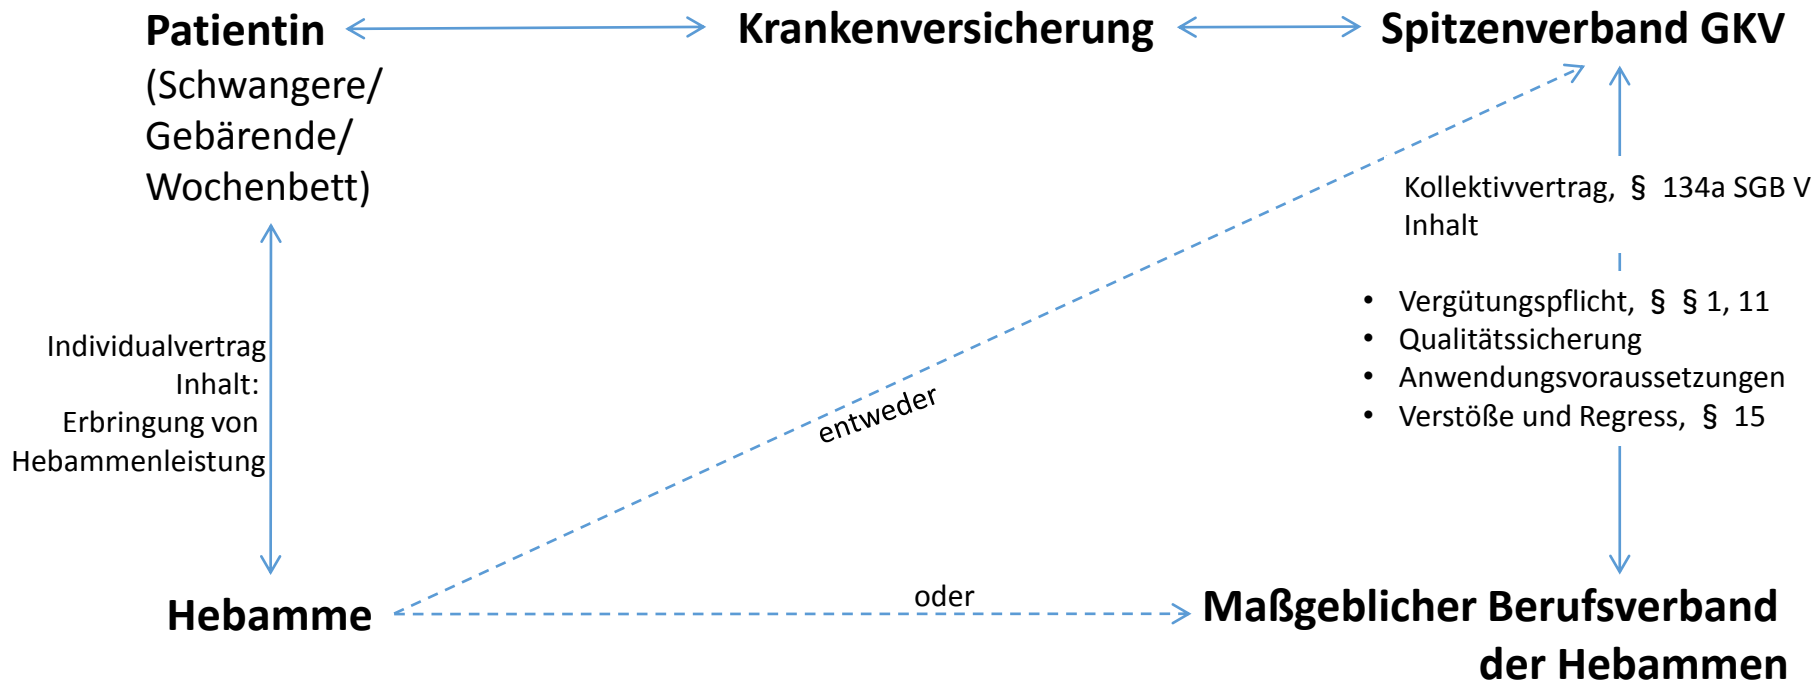 Patientin
(Schwangere/
Gebärende/
Wochenbett)
Krankenversicherung
Spitzenverband GKV
Kollektivvertrag, § 134a SGB V
Inhalt
• Vergütungspflicht, § § 1, 11
• Qualitätssicherung
• Anwendungsvoraussetzungen
• Verstöße und Regress, § 15
Individualvertrag
Inhalt:
Erbringung von
Hebammenleistung
entweder
oder
Hebamme
Maßgeblicher Berufsverband
der Hebammen